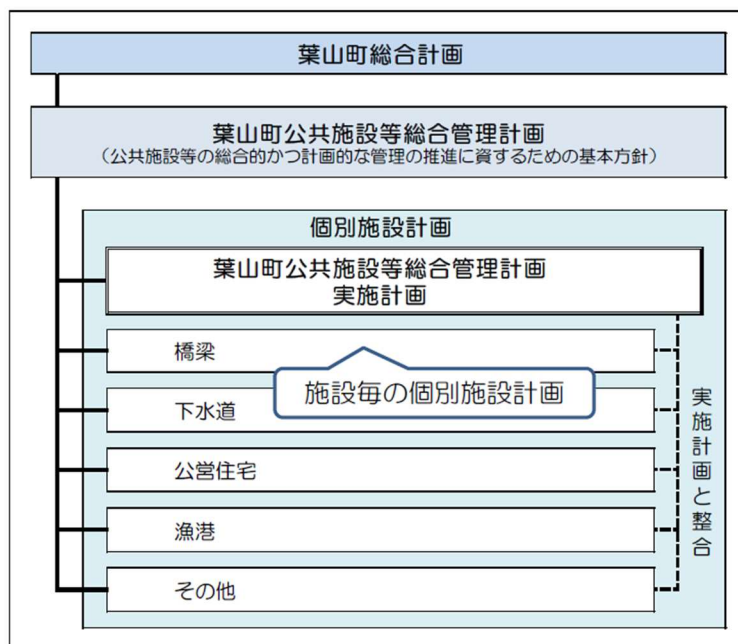 葉山町総合計画
葉山町公共施設等総合管理計画
（公共施設等の総合的かつ計画的な管理の推進に資するための基本方針）
個別施設計画
葉山町公共施設等総合管理計画
実施計画
橋梁
施設毎の個別施設計画
下水道
公営住宅
漁港
その他
実施計画と整合